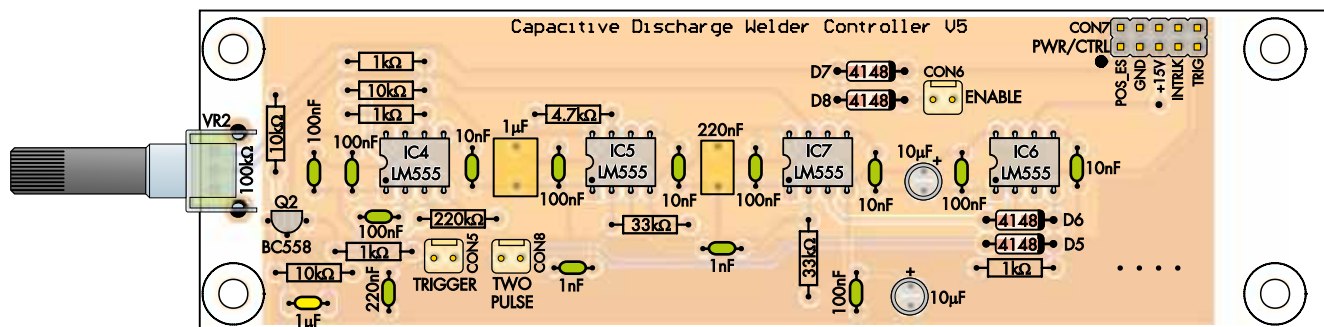 Capacitive Discharge Welder Controller V5
CON7
PWR/CTRL
POS_ES
GND
+15V
INTRLK
TRIG
1kΩ
10kΩ
1kΩ
D7
4148
D8
4148
CON6
ENABLE
VR2
100kΩ
10kΩ
100nF
100nF
IC4
LM555
10nF
1µF
4.7kΩ
100nF
IC5
LM555
10nF
220nF
100nF
IC7
LM555
10nF
10µF
+
100nF
IC6
LM555
10nF
Q2
BC558
100nF
220kΩ
33kΩ
4148
D6
4148
D5
1kΩ
1kΩ
10kΩ
1µF
220nF
CON5
TRIGGER
CON8
TWO
PULSE
1nF
1nF
33kΩ
100nF
+
10µF